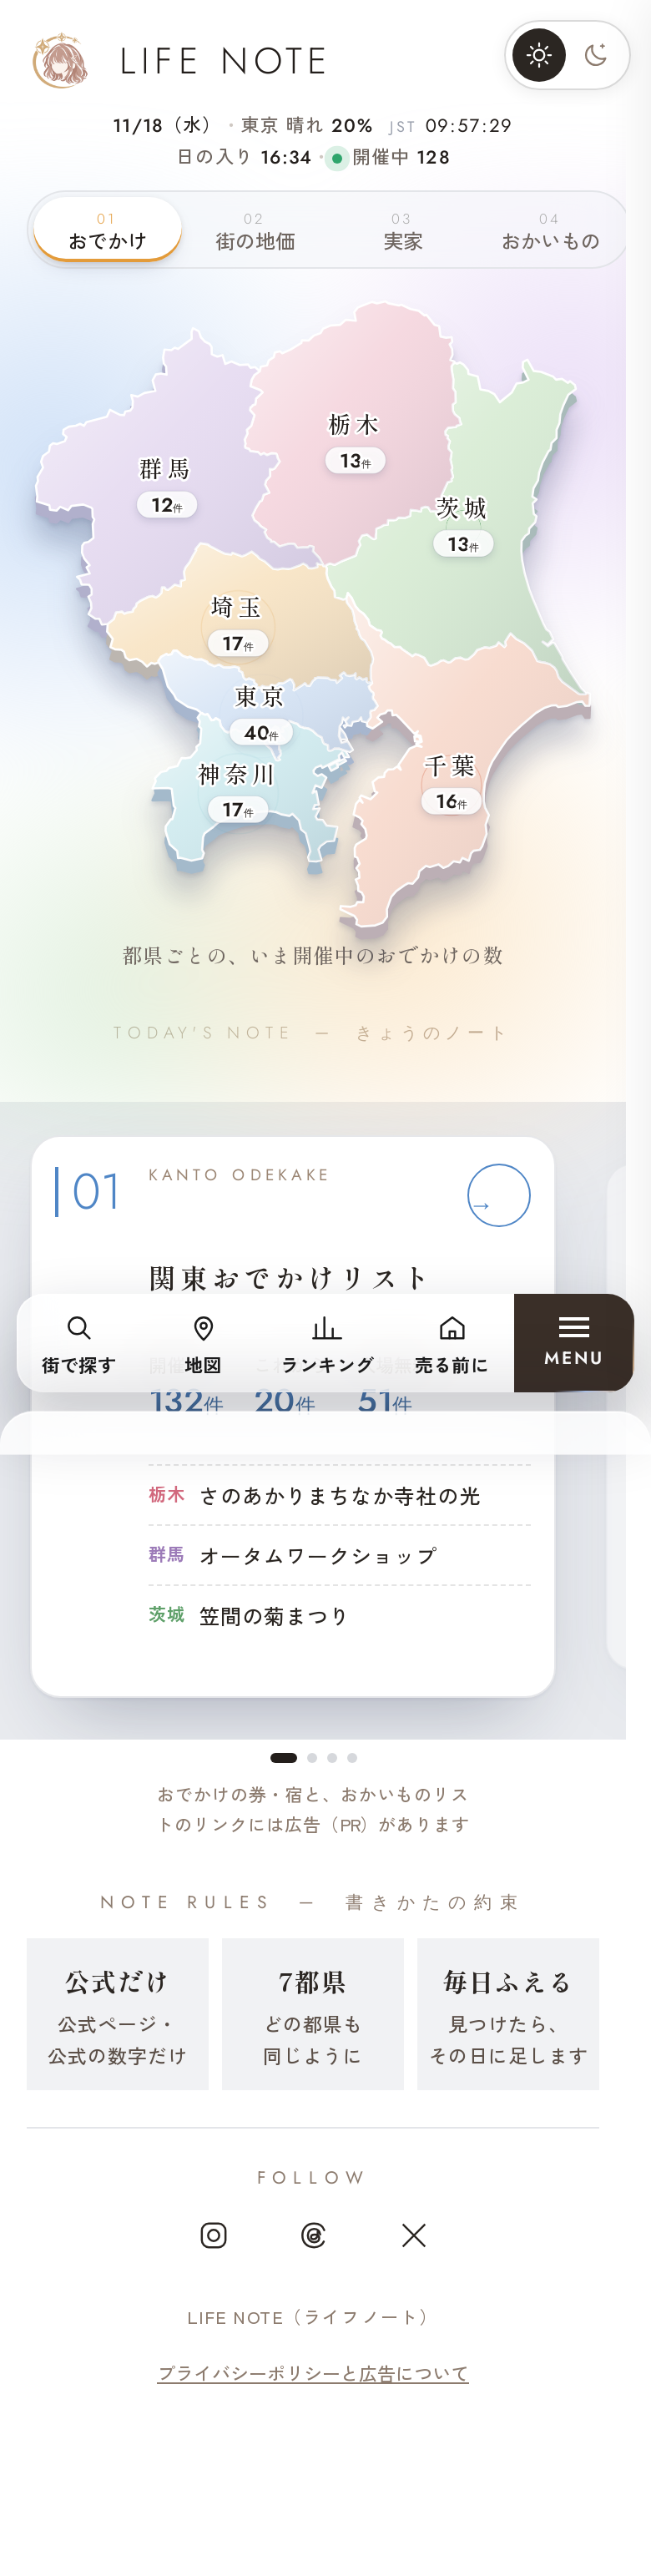 LIFE NOTE
11/18（水） ・東京 晴れ 20% JST 09:57:29
日の入り 16:34 ・ 開催中 128
01
おでかけ
02
街の地価
03
実家
04
おかいもの
栃木
13件
群馬
12件
茨城
13件
埼玉
17件
東京
40件
神奈川
17件
千葉
16件
都県ごとの、いま開催中のおでかけの数
TODAY'S NOTE — きょうのノート
01
KANTO ODEKAKE
→
関東おでかけリスト
街で探す
地図
ランキング
売る前に
MENU
132件 20件 51件
栃木 さのあかりまちなか寺社の光
群馬 オータムワークショップ
茨城 笠間の菊まつり
おでかけの券・宿と、おかいものリス
トのリンクには広告（PR）があります
NOTE RULES — 書きかたの約束
公式だけ
公式ページ・
公式の数字だけ
7都県
どの都県も
同じように
毎日ふえる
見つけたら、
その日に足します
FOLLOW
LIFE NOTE（ライフノート）
プライバシーポリシーと広告について